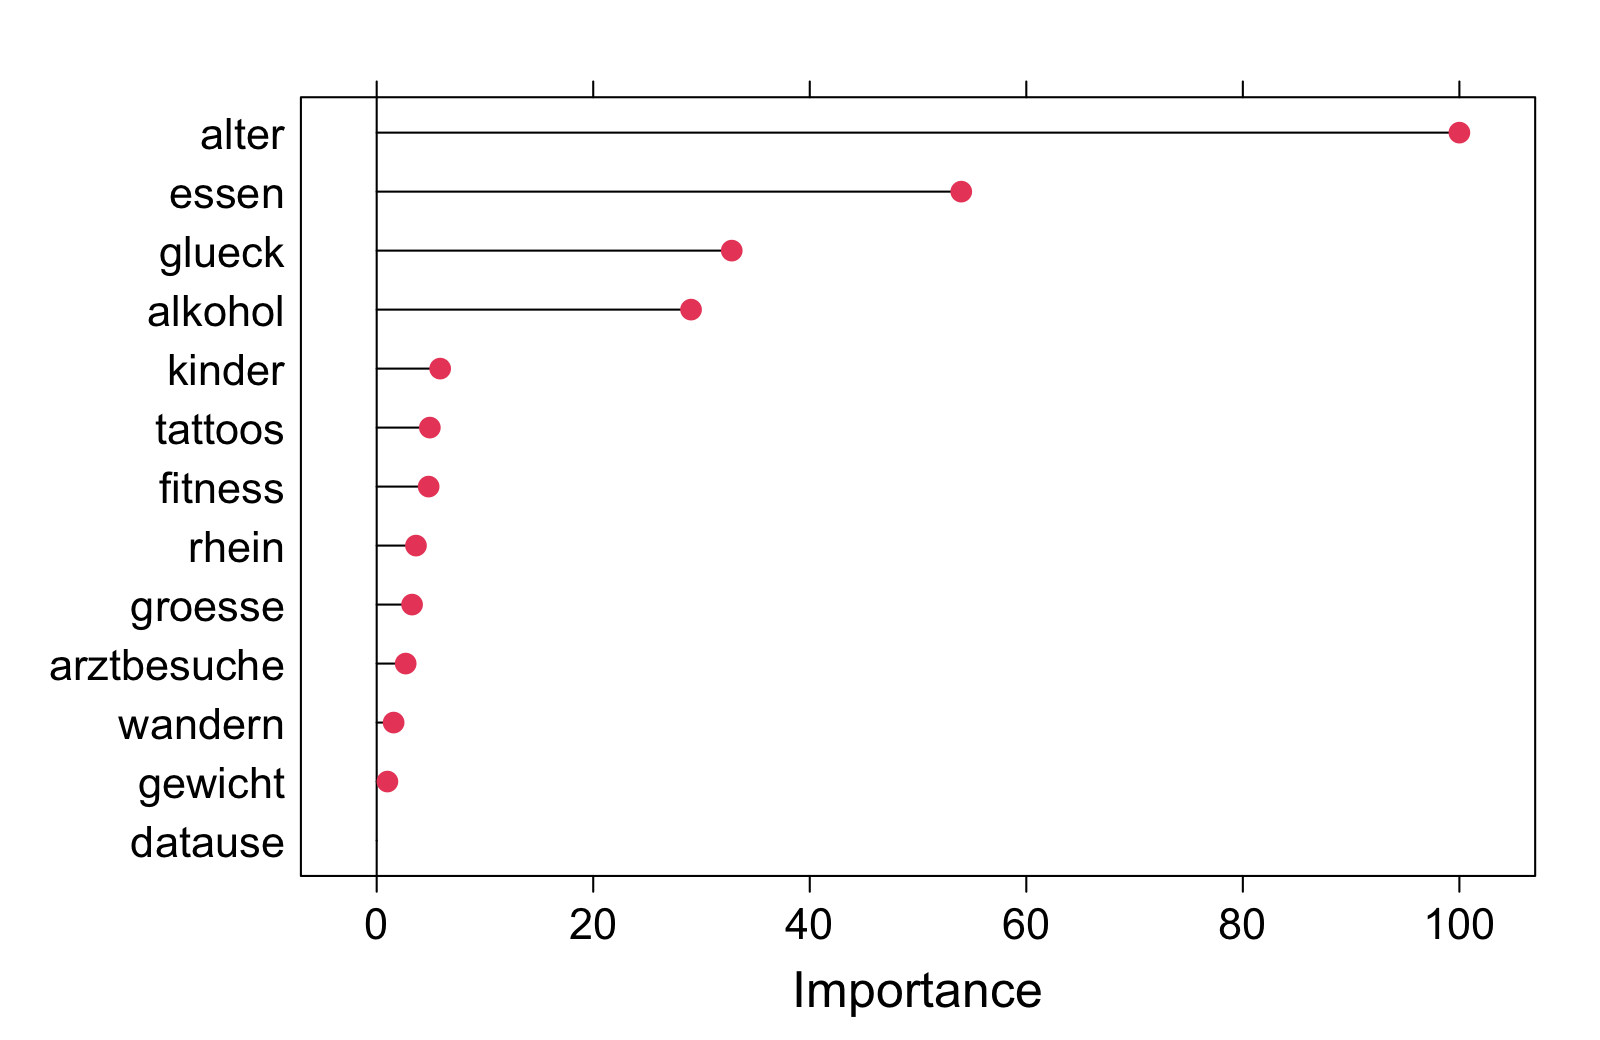 alter
essen
glueck
alkohol
kinder
tattoos
fitness
rhein
groesse
arztbesuche
wandern
gewicht
datause
0 20 40 60 80 100
Importance